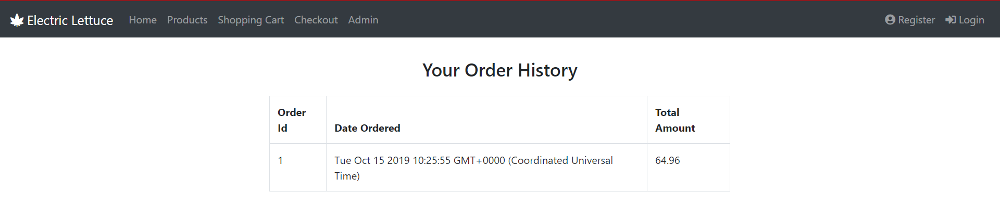 Electric Lettuce Home Products Shopping Cart Checkout Admin Register Login
Your Order History
Order
Id
Date Ordered
Total
Amount
1
Tue Oct 15 2019 10:25:55 GMT+0000 (Coordinated Universal
Time)
64.96